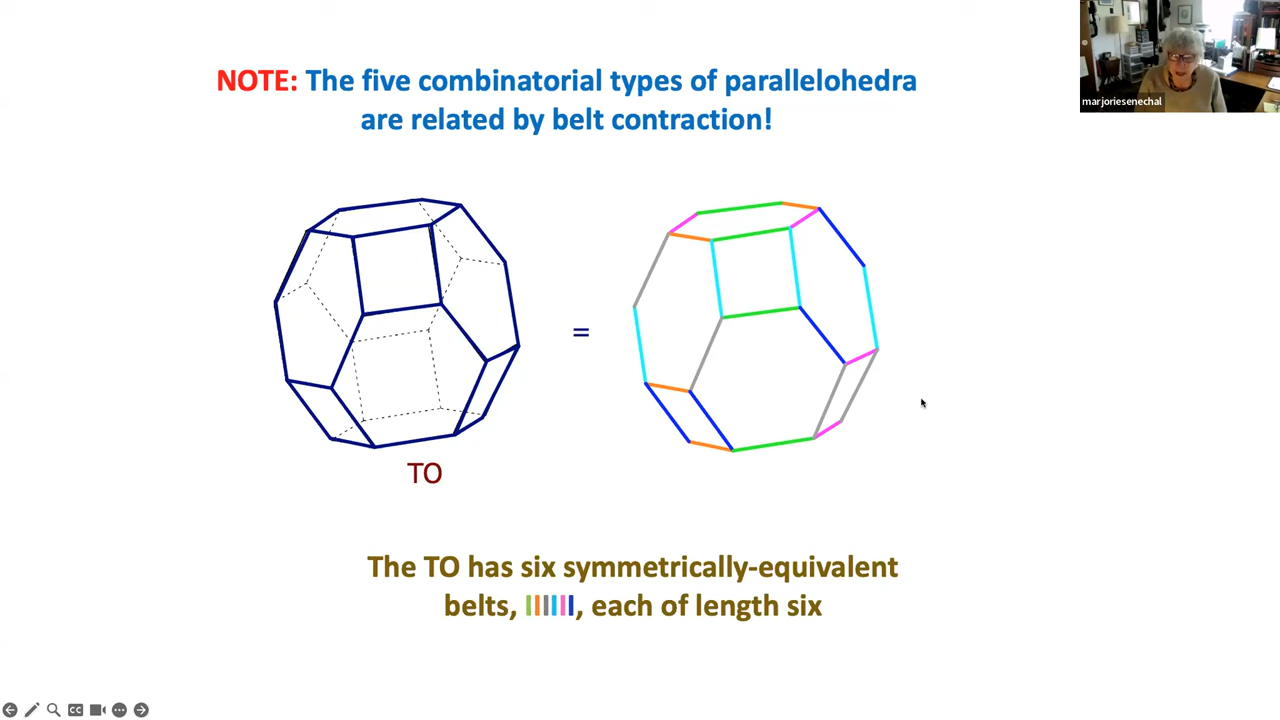 marjoriesenechal
NOTE: The five combinatorial types of parallelohedra
are related by belt contraction!
=
TO
The TO has six symmetrically-equivalent
belts, , each of length six
CC